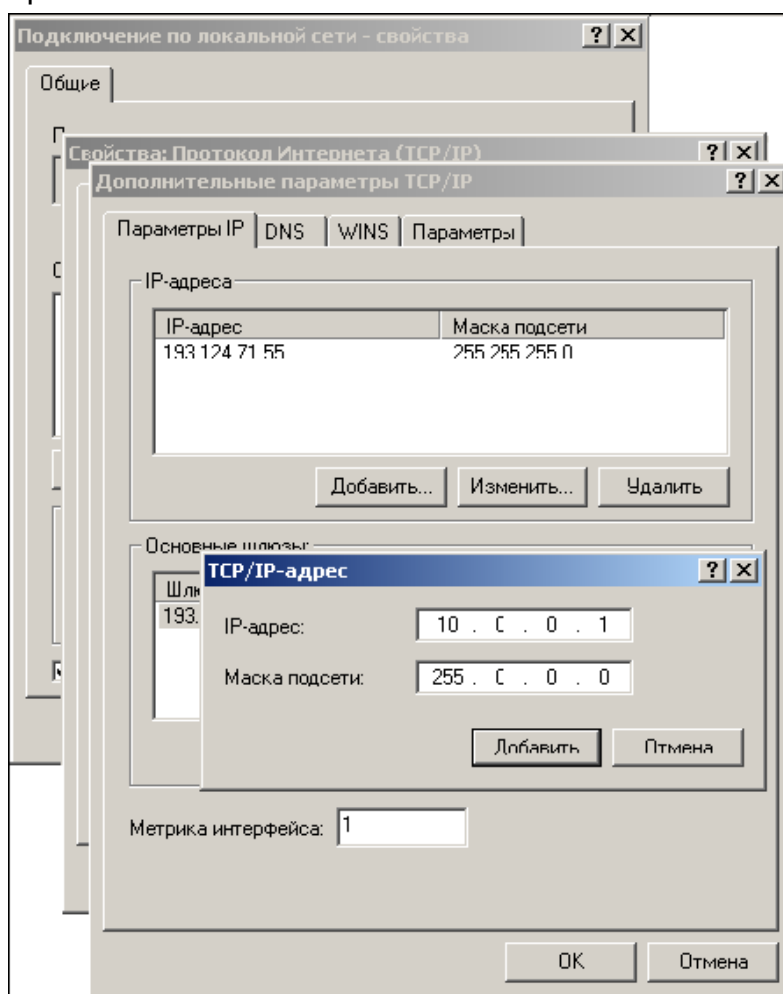 Подключение по локальной сети - свойства
Общие
Свойства: Протокол Интернета (TCP/IP)
Дополнительные параметры TCP/IP
Параметры IP DNS WINS Параметры
IP-адреса
IP-адрес Маска подсети
193.124.71.55 255.255.255.0
Добавить... Изменить... Удалить
Основные шлюзы:
TCP/IP-адрес
193.
IP-адрес: 10 . 0 . 0 . 1
Маска подсети: 255 . 0 . 0 . 0
Добавить Отмена
Метрика интерфейса: 1
OK Отмена